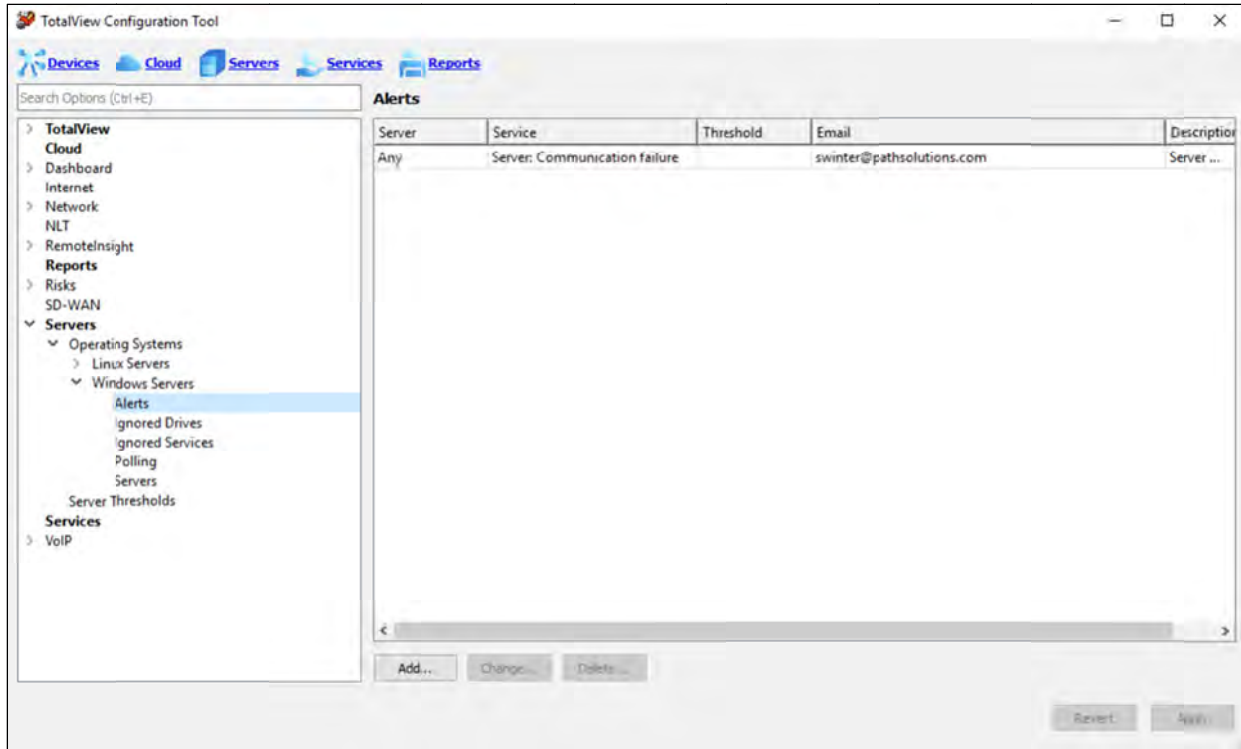 TotalView Configuration Tool
Devices Cloud Servers Services Reports
Search Options (Ctrl+E)
TotalView
Cloud
Dashboard
Internet
Network
NLT
RemoteInsight
Reports
Risks
SD-WAN
Servers
Operating Systems
Linux Servers
Windows Servers
Alerts
Ignored Drives
Ignored Services
Polling
Servers
Server Thresholds
Services
VoIP
Alerts
Server Service Threshold Email Description
Any Server: Communication failure swinter@pathsolutions.com Server ...
Add... Change... Delete...
Revert Apply